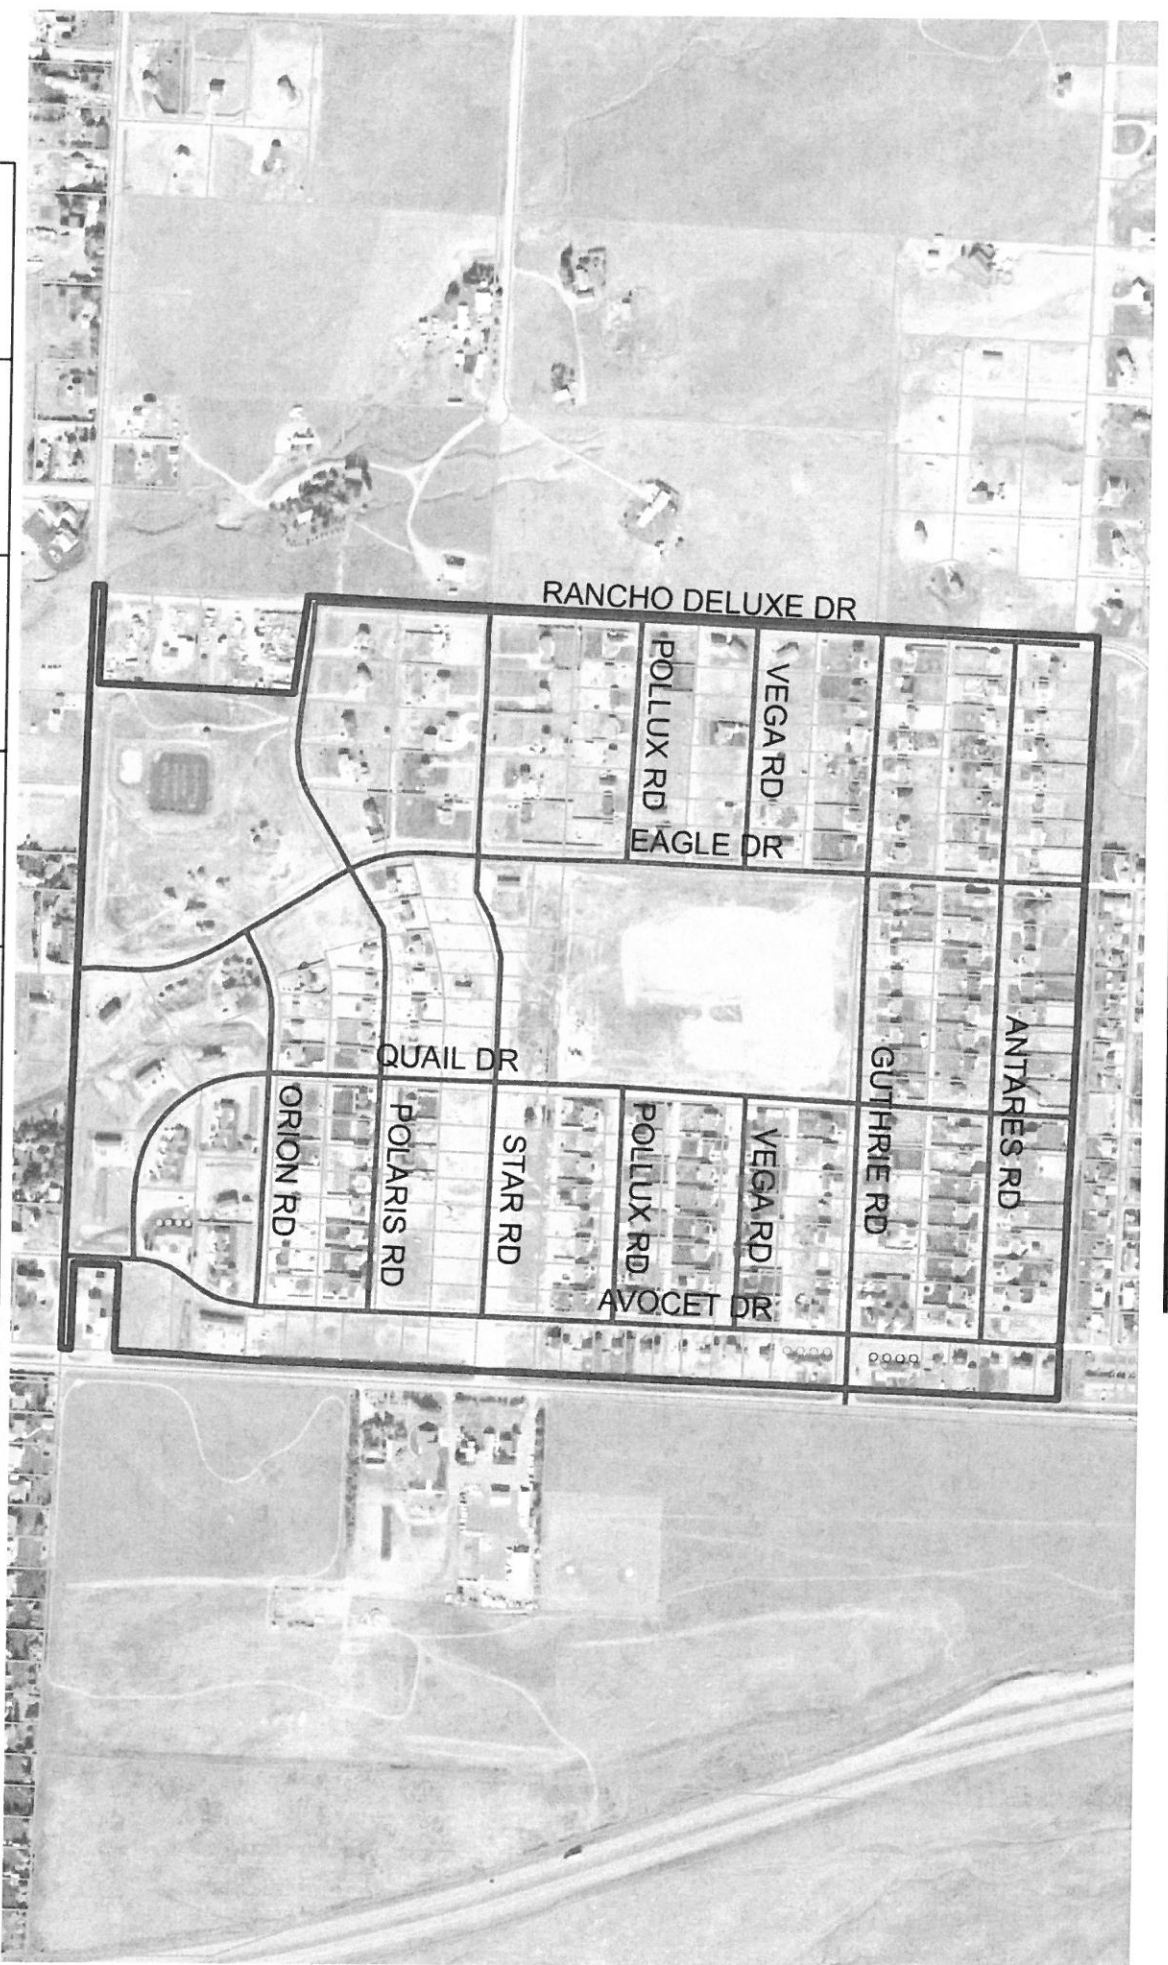 RANCHO DELUXE DR
POLLUX RD
VEGA RD
EAGLE DR
ANTARES RD
GUTHRIE RD
QUAIL DR
ORION RD
POLARIS RD
STAR RD
POLLUX RD
VEGA RD
AVOCET DR